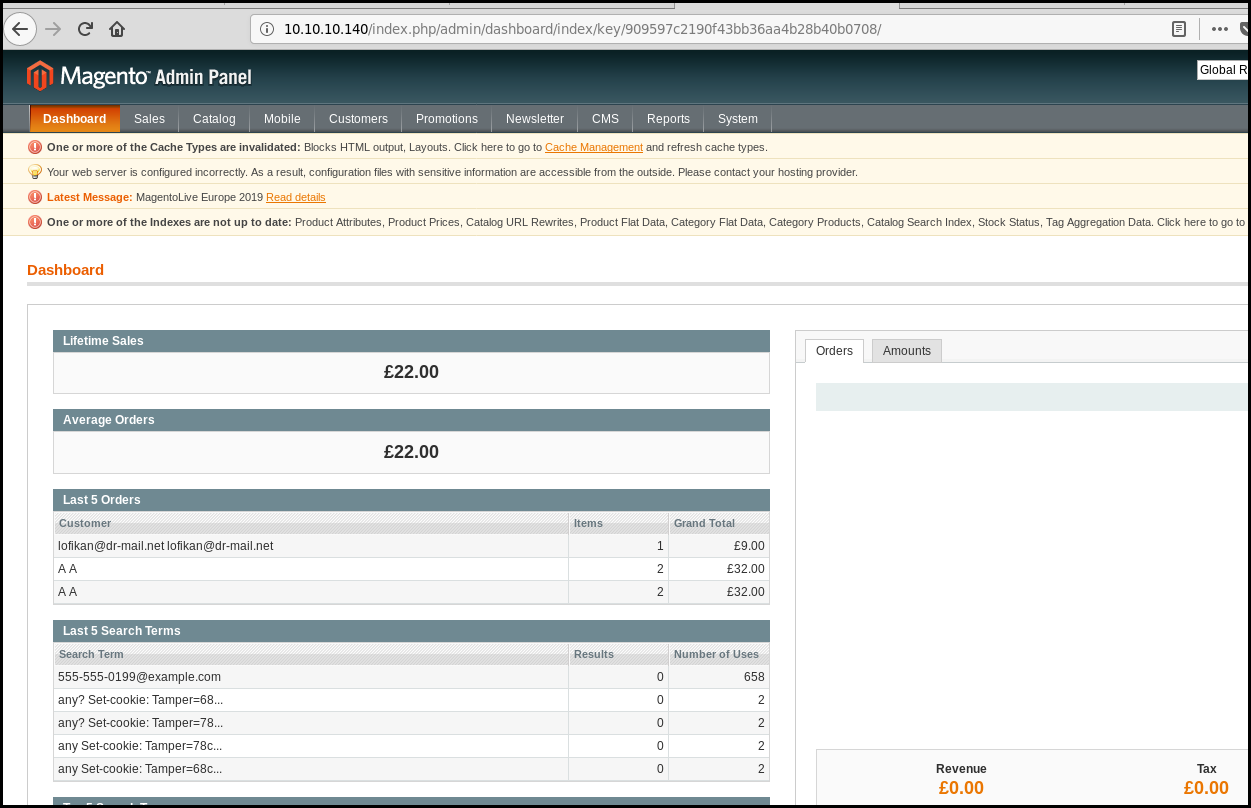 10.10.10.140/index.php/admin/dashboard/index/key/909597c2190f43bb36aa4b28b40b0708/
Magento Admin Panel
Global R
Dashboard Sales Catalog Mobile Customers Promotions Newsletter CMS Reports System
One or more of the Cache Types are invalidated: Blocks HTML output, Layouts. Click here to go to Cache Management and refresh cache types.
Your web server is configured incorrectly. As a result, configuration files with sensitive information are accessible from the outside. Please contact your hosting provider.
Latest Message: MagentoLive Europe 2019 Read details
One or more of the Indexes are not up to date: Product Attributes, Product Prices, Catalog URL Rewrites, Product Flat Data, Category Flat Data, Category Products, Catalog Search Index, Stock Status, Tag Aggregation Data. Click here to go to
Dashboard
Lifetime Sales
£22.00
Average Orders
£22.00
Last 5 Orders
Customer Items Grand Total
lofikan@dr-mail.net lofikan@dr-mail.net 1 £9.00
A A 2 £32.00
A A 2 £32.00
Last 5 Search Terms
Search Term Results Number of Uses
555-555-0199@example.com 0 658
any? Set-cookie: Tamper=68... 0 2
any? Set-cookie: Tamper=78... 0 2
any Set-cookie: Tamper=78c... 0 2
any Set-cookie: Tamper=68c... 0 2
Orders Amounts
Revenue Tax
£0.00 £0.00